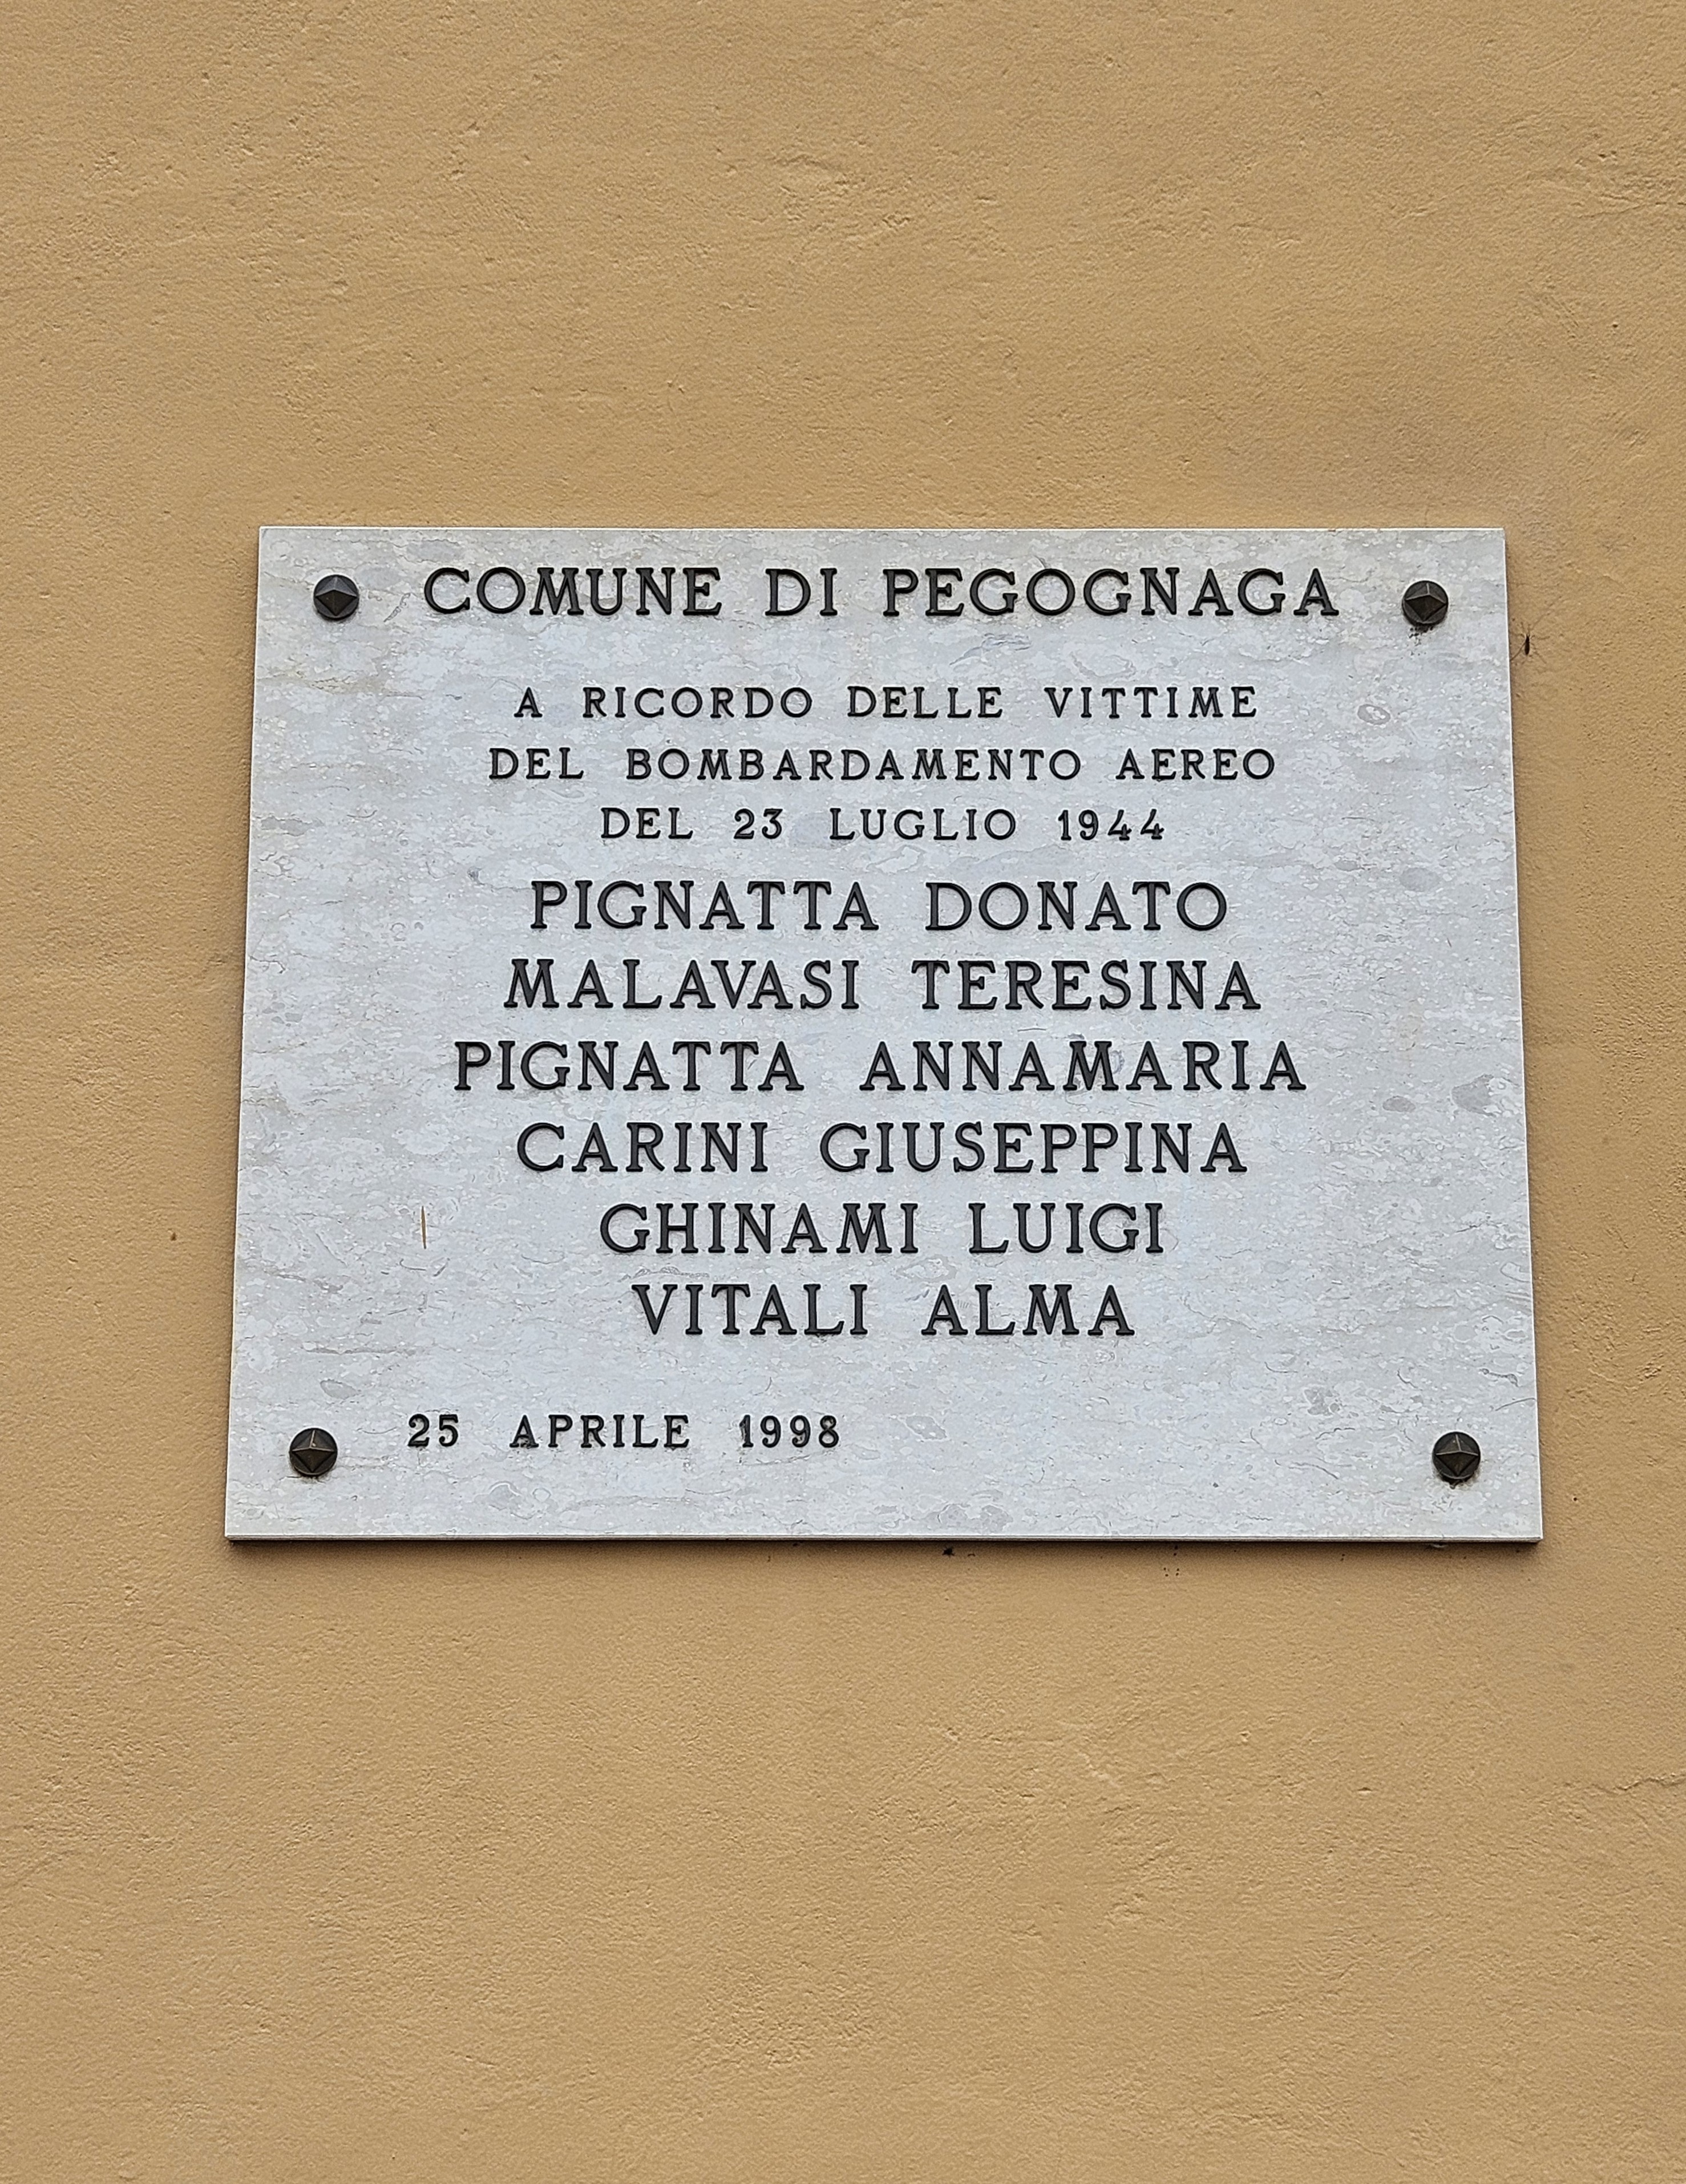 COMUNE DI PEGOGNAGA
A RICORDO DELLE VITTIME
DEL BOMBARDAMENTO AEREO
DEL 23 LUGLIO 1944
PIGNATTA DONATO
MALAVASI TERESINA
PIGNATTA ANNAMARIA
CARINI GIUSEPPINA
GHINAMI LUIGI
VITALI ALMA
25 APRILE 1998